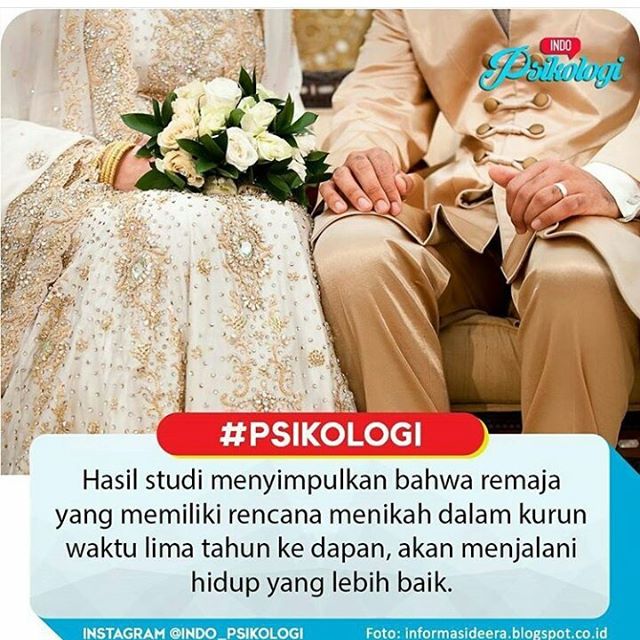 INDO
Psikologi
#PSIKOLOGI
Hasil studi menyimpulkan bahwa remaja
yang memiliki rencana menikah dalam kurun
waktu lima tahun ke dapan, akan menjalani
hidup yang lebih baik.
INSTAGRAM @INDO_PSIKOLOGI
Foto: informasideera.blogspot.co.id